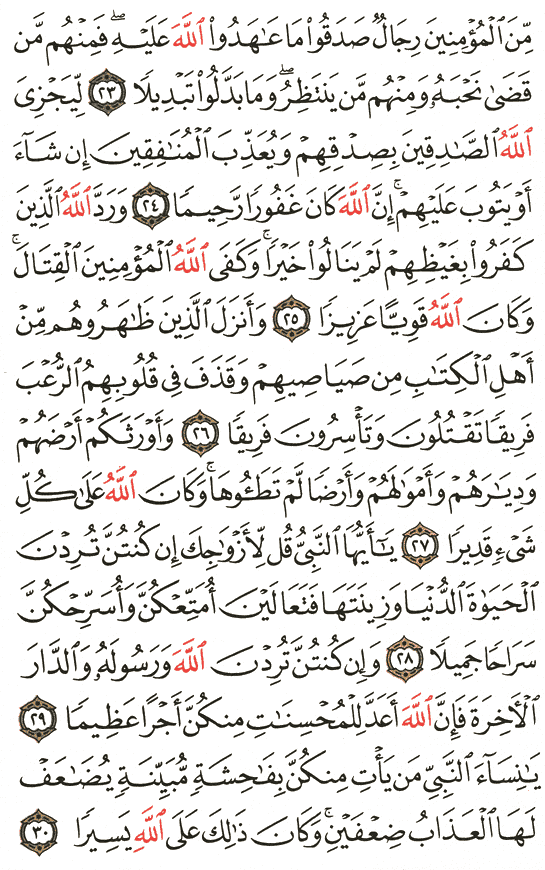 مِّنَ ٱلْمُؤْمِنِينَ رِجَالٌ صَدَقُوا۟ مَا عَـٰهَدُوا۟ ٱللَّهَ عَلَيْهِ ۖ فَمِنْهُم مَّن
قَضَىٰ نَحْبَهُۥ وَمِنْهُم مَّن يَنتَظِرُ ۖ وَمَا بَدَّلُوا۟ تَبْدِيلًا ٢٣ لِّيَجْزِىَ
ٱللَّهُ ٱلصَّـٰدِقِينَ بِصِدْقِهِمْ وَيُعَذِّبَ ٱلْمُنَـٰفِقِينَ إِن شَآءَ
أَوْ يَتُوبَ عَلَيْهِمْ ۚ إِنَّ ٱللَّهَ كَانَ غَفُورًا رَّحِيمًا ٢٤ وَرَدَّ ٱللَّهُ ٱلَّذِينَ
كَفَرُوا۟ بِغَيْظِهِمْ لَمْ يَنَالُوا۟ خَيْرًا ۚ وَكَفَى ٱللَّهُ ٱلْمُؤْمِنِينَ ٱلْقِتَالَ ۚ
وَكَانَ ٱللَّهُ قَوِيًّا عَزِيزًا ٢٥ وَأَنزَلَ ٱلَّذِينَ ظَـٰهَرُوهُم مِّنْ
أَهْلِ ٱلْكِتَـٰبِ مِن صَيَاصِيهِمْ وَقَذَفَ فِى قُلُوبِهِمُ ٱلرُّعْبَ
فَرِيقًا تَقْتُلُونَ وَتَأْسِرُونَ فَرِيقًا ٢٦ وَأَوْرَثَكُمْ أَرْضَهُمْ
وَدِيَـٰرَهُمْ وَأَمْوَٰلَهُمْ وَأَرْضًا لَّمْ تَطَـُٔوهَا ۚ وَكَانَ ٱللَّهُ عَلَىٰ كُلِّ
شَىْءٍ قَدِيرًا ٢٧ يَـٰٓأَيُّهَا ٱلنَّبِىُّ قُل لِّأَزْوَٰجِكَ إِن كُنتُنَّ تُرِدْنَ
ٱلْحَيَوٰةَ ٱلدُّنْيَا وَزِينَتَهَا فَتَعَالَيْنَ أُمَتِّعْكُنَّ وَأُسَرِّحْكُنَّ
سَرَاحًا جَمِيلًا ٢٨ وَإِن كُنتُنَّ تُرِدْنَ ٱللَّهَ وَرَسُولَهُۥ وَٱلدَّارَ
ٱلْأَخِرَةَ فَإِنَّ ٱللَّهَ أَعَدَّ لِلْمُحْسِنَـٰتِ مِنكُنَّ أَجْرًا عَظِيمًا ٢٩
يَـٰنِسَآءَ ٱلنَّبِىِّ مَن يَأْتِ مِنكُنَّ بِفَـٰحِشَةٍ مُّبَيِّنَةٍ يُضَـٰعَفْ
لَهَا ٱلْعَذَابُ ضِعْفَيْنِ ۚ وَكَانَ ذَٰلِكَ عَلَى ٱللَّهِ يَسِيرًا ٣٠